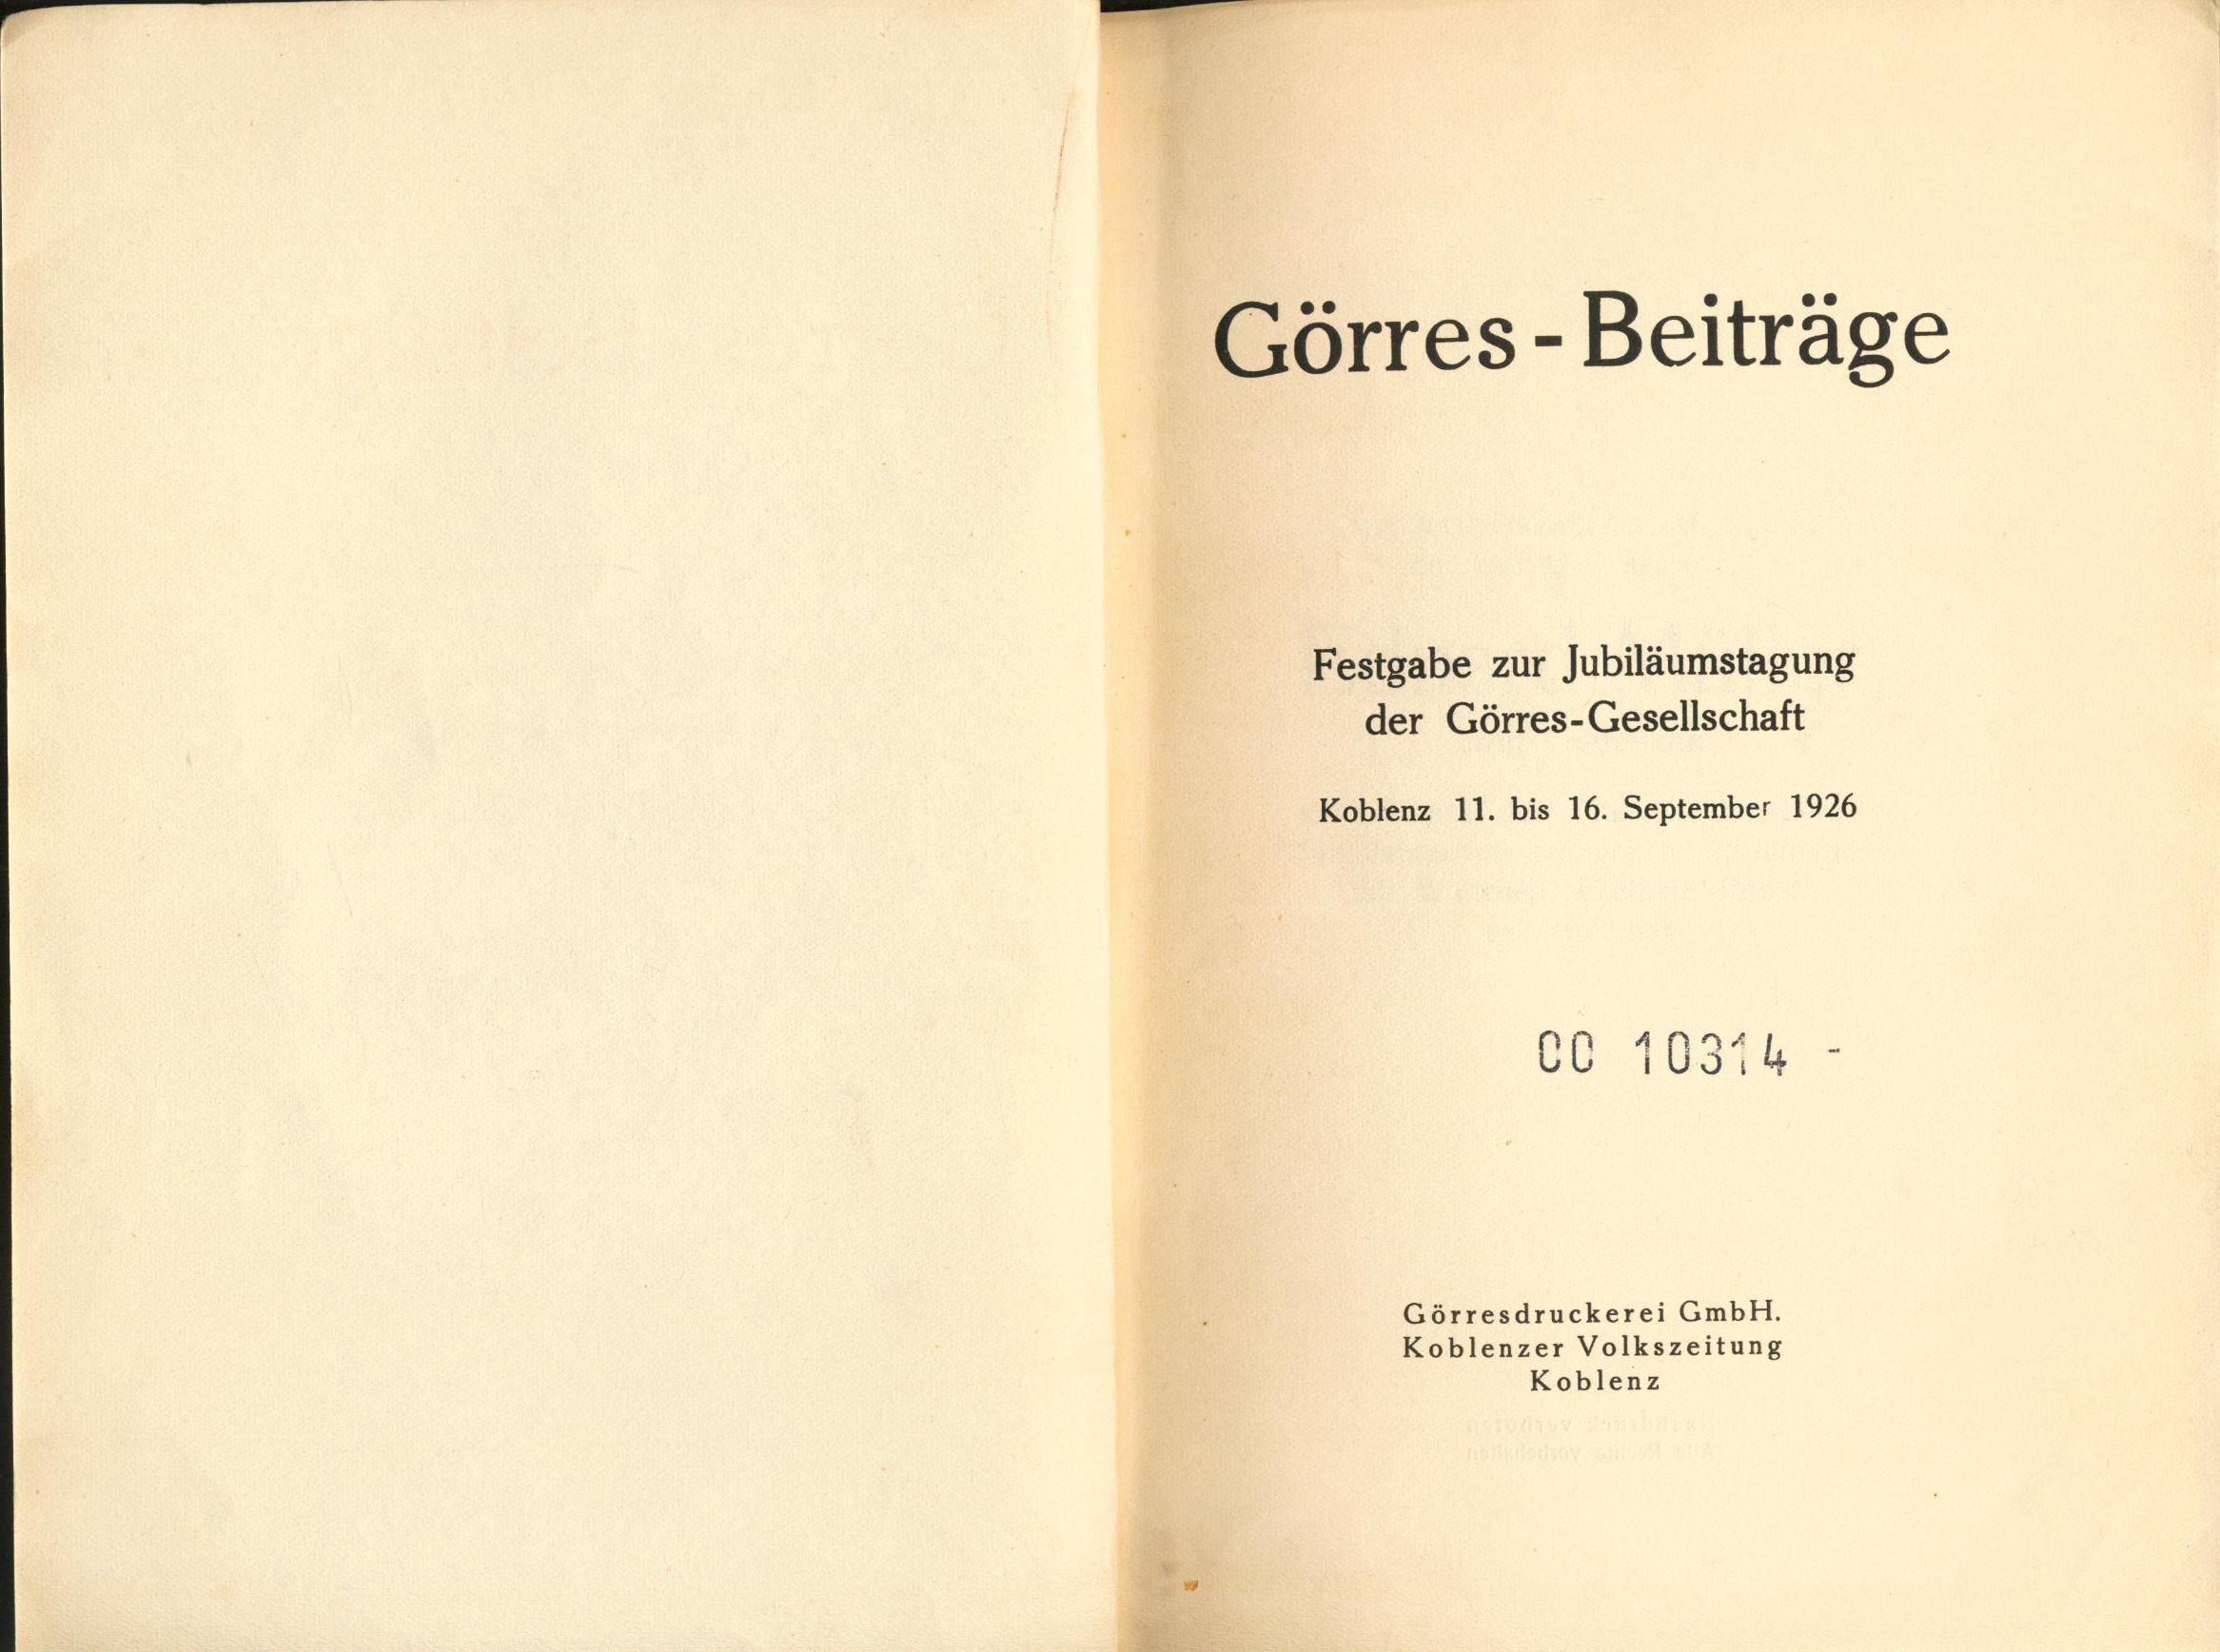 Görres-Beiträge
Festgabe zur Jubiläumstagung
der Görres-Gesellschaft
Koblenz 11. bis 16. September 1926
00 10314 -
Görresdruckerei GmbH.
Koblenzer Volkszeitung
Koblenz